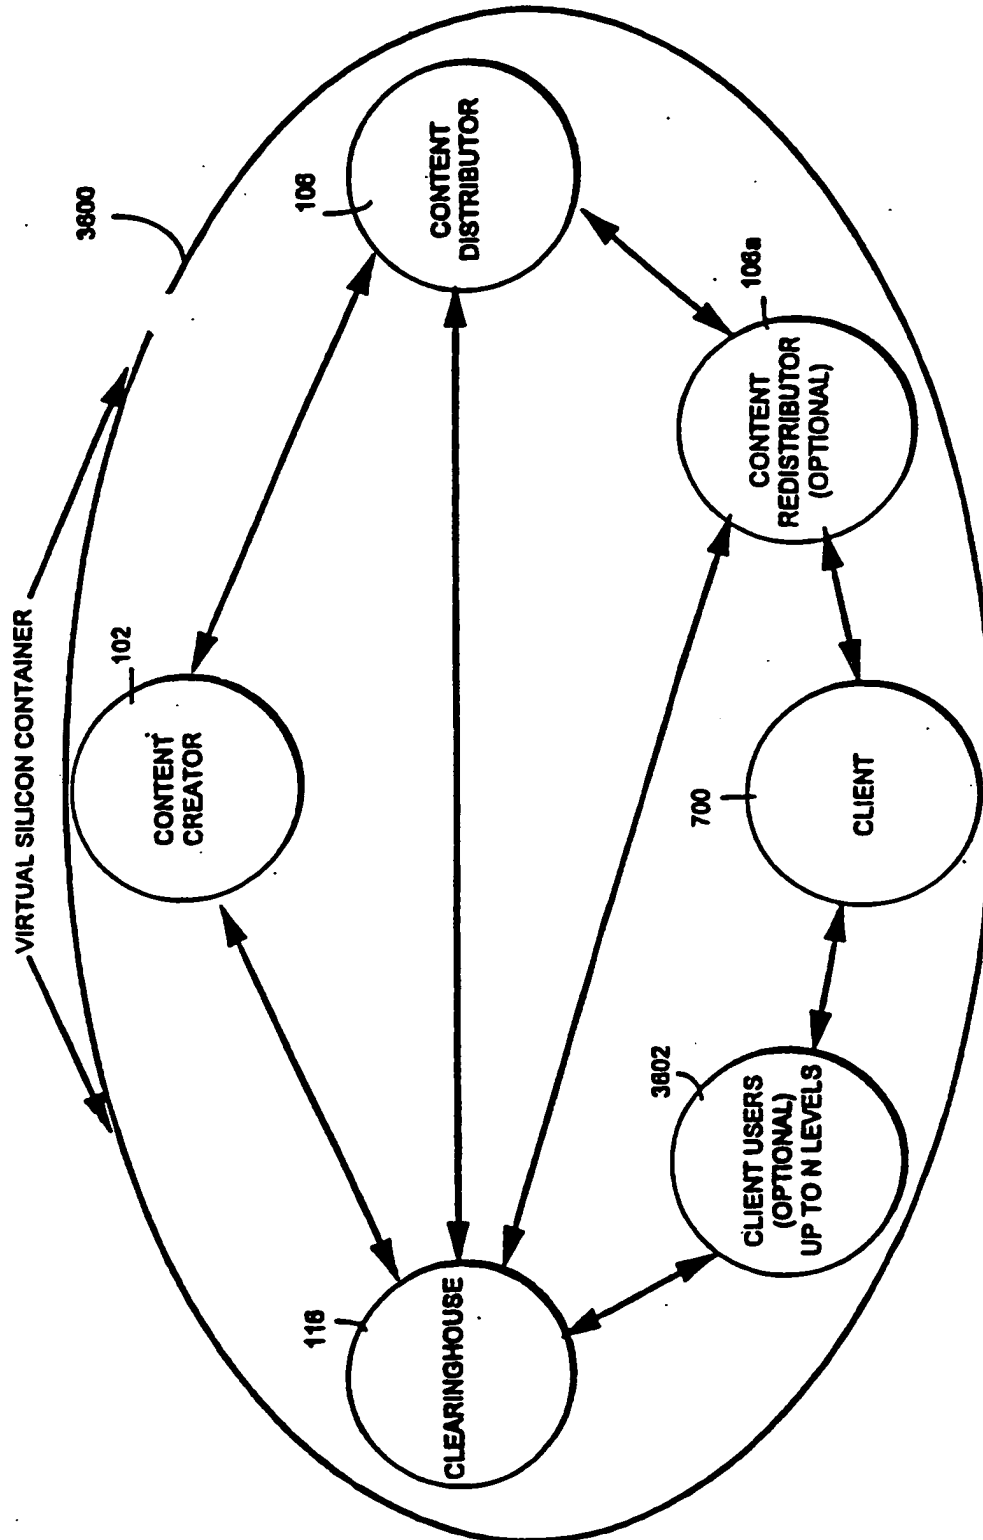 VIRTUAL SILICON CONTAINER
3600
102
CONTENT
CREATOR
106
CONTENT
DISTRIBUTOR
116
CLEARINGHOUSE
106a
CONTENT
REDISTRIBUTOR
(OPTIONAL)
3602
CLIENT USERS
(OPTIONAL)
UP TO N LEVELS
700
CLIENT